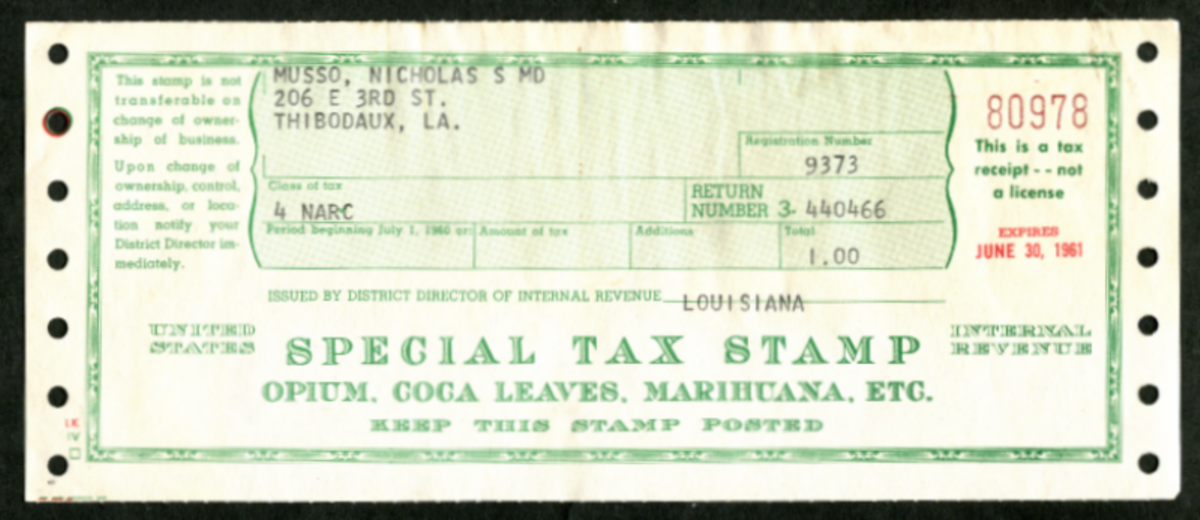 This stamp is not
transferable on
change of owner-
ship of business.
Upon change of
ownership, control,
address, or loca-
tion notify your
District Director im-
mediately.
MUSSO, NICHOLAS S MD
206 E 3RD ST.
THIBODAUX, LA.
Registration Number
9373
Class of tax
4 NARC
RETURN
NUMBER 3- 440466
Period beginning July 1, 1960 or:
Amount of tax
Additions
Total
1.00
80978
This is a tax
receipt - - not
a license
EXPIRES
JUNE 30, 1961
ISSUED BY DISTRICT DIRECTOR OF INTERNAL REVENUE LOUISIANA
UNITED
STATES
SPECIAL TAX STAMP
INTERNAL
REVENUE
OPIUM, COCA LEAVES, MARIHUANA, ETC.
KEEP THIS STAMP POSTED
LK
IV